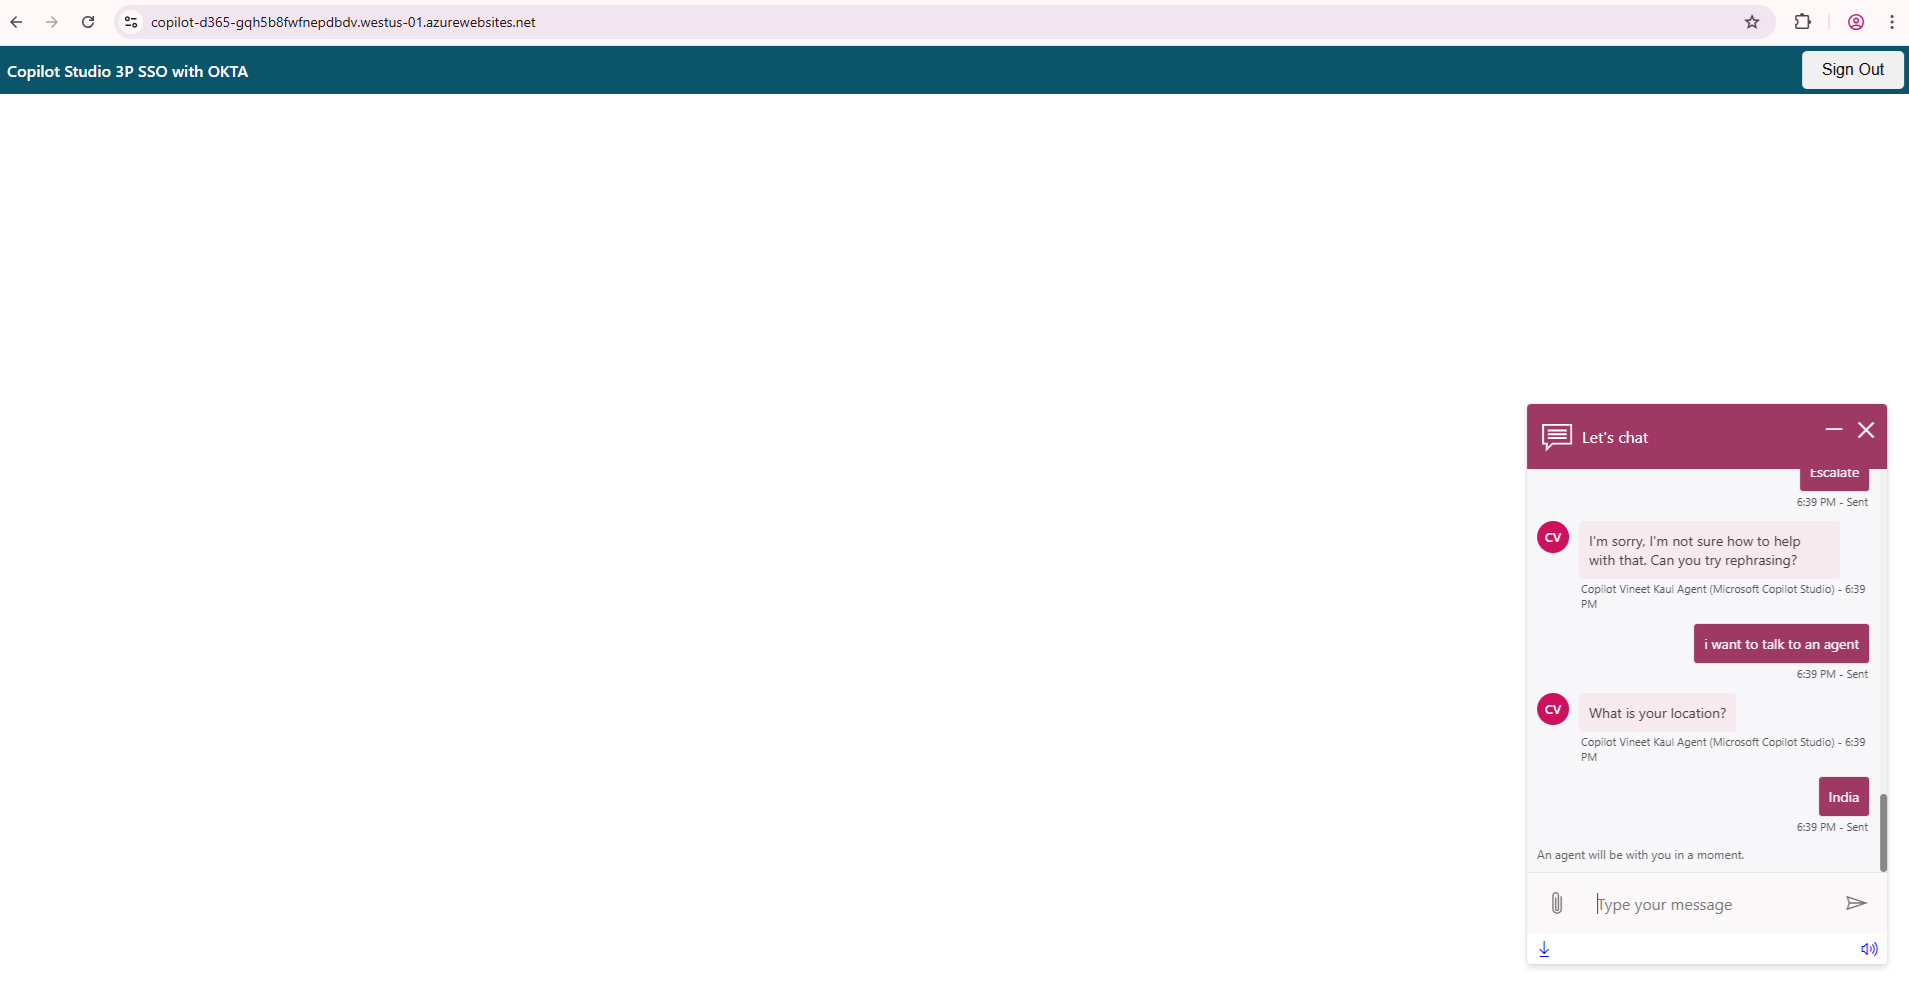 copilot-d365-gqh5b8fwfnepdbdv.westus-01.azurewebsites.net
Copilot Studio 3P SSO with OKTA
Sign Out
Let's chat
Escalate
6:39 PM - Sent
CV
I'm sorry, I'm not sure how to help
with that. Can you try rephrasing?
Copilot Vineet Kaul Agent (Microsoft Copilot Studio) - 6:39
PM
i want to talk to an agent
6:39 PM - Sent
CV
What is your location?
Copilot Vineet Kaul Agent (Microsoft Copilot Studio) - 6:39
PM
India
6:39 PM - Sent
An agent will be with you in a moment.
Type your message